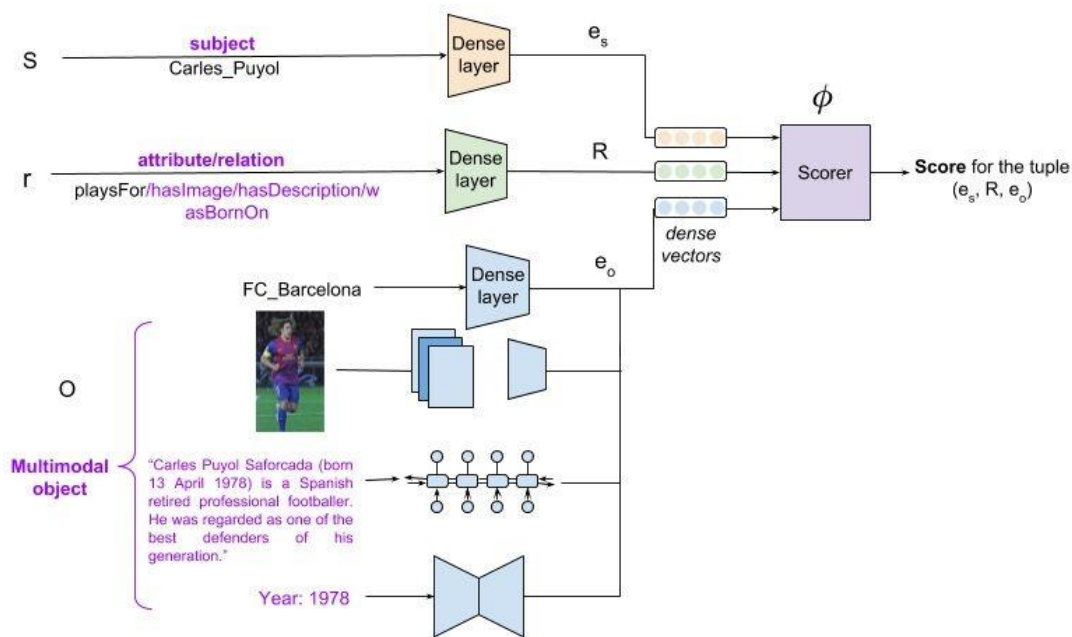 S
subject
Carles_Puyol
Dense
layer
e_s
r
attribute/relation
playsFor/hasImage/hasDescription/w
asBornOn
Dense
layer
R
ϕ
Scorer
Score for the tuple
(e_s, R, e_o)
dense
vectors
FC_Barcelona
Dense
layer
e_o
O
Multimodal
object
“Carles Puyol Saforcada (born
13 April 1978) is a Spanish
retired professional footballer.
He was regarded as one of the
best defenders of his
generation.”
Year: 1978